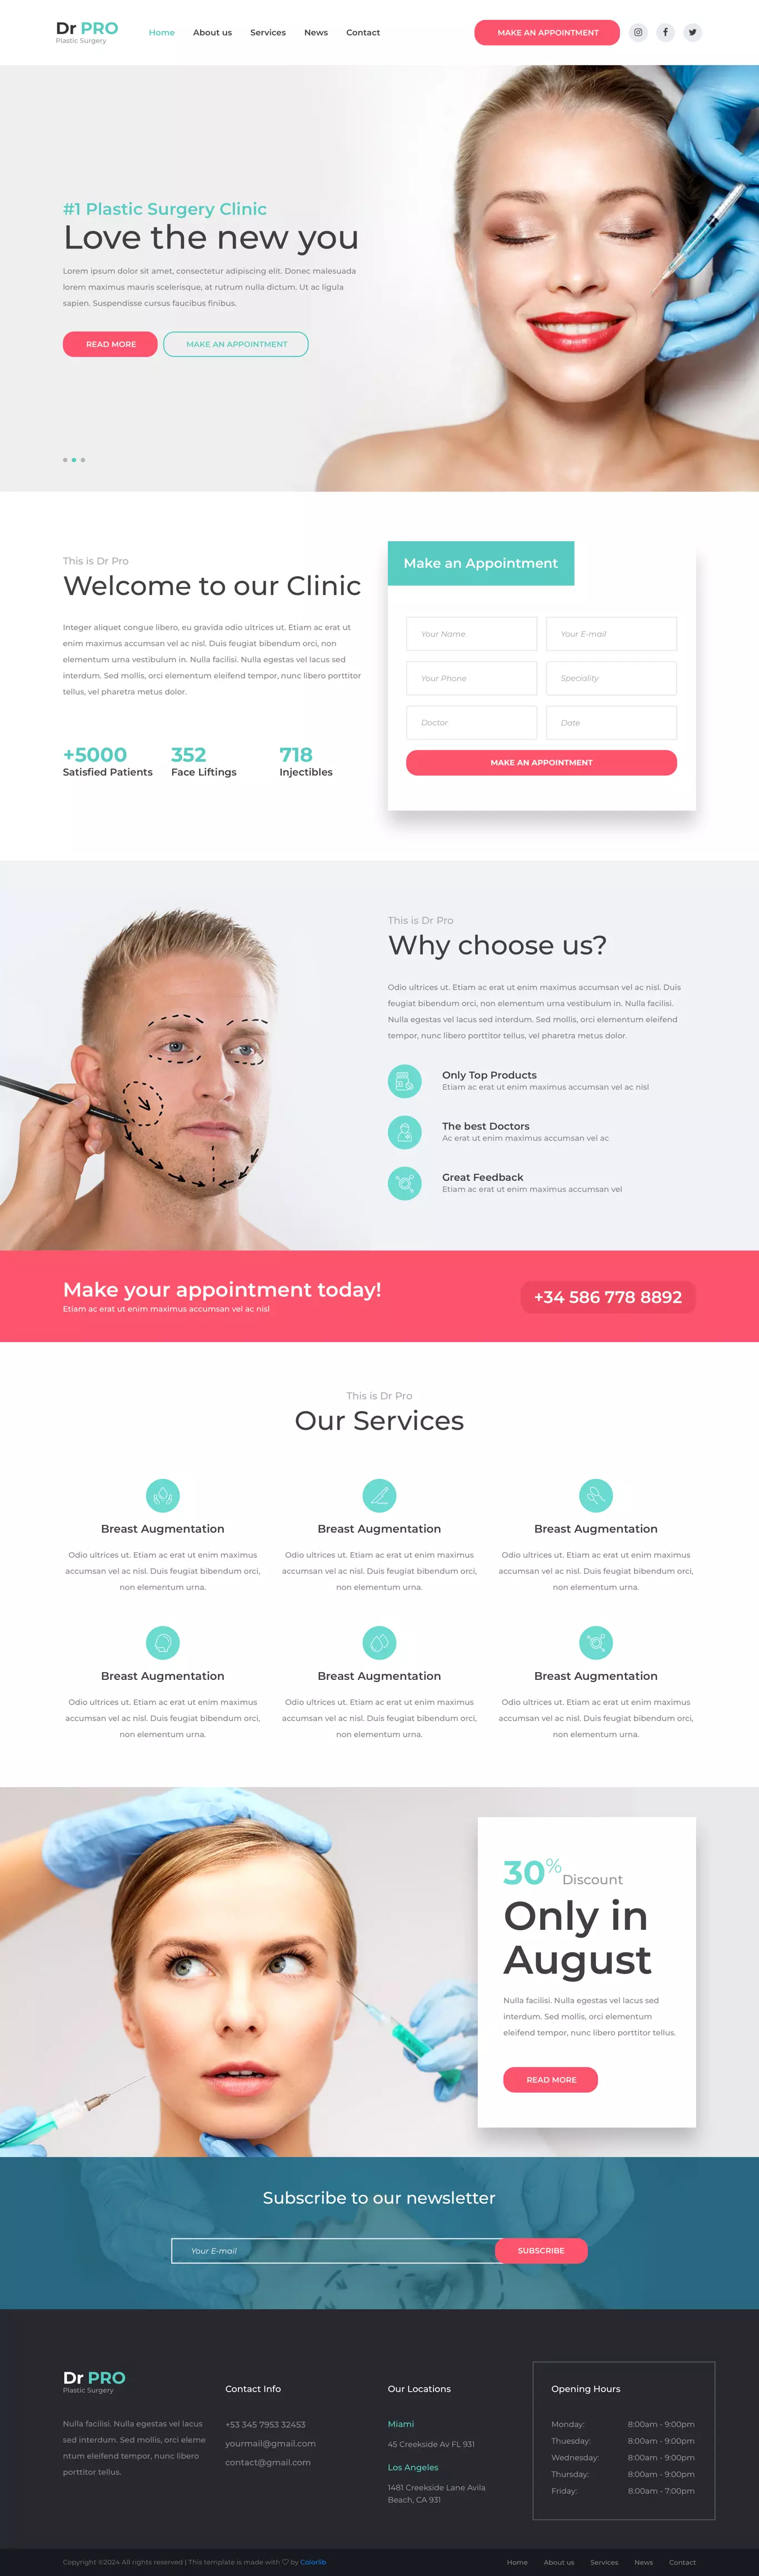 Dr PRO
Plastic Surgery
Home
About us
Services
News
Contact
MAKE AN APPOINTMENT
#1 Plastic Surgery Clinic
Love the new you
Lorem ipsum dolor sit amet, consectetur adipiscing elit. Donec malesuada
lorem maximus mauris scelerisque, at rutrum nulla dictum. Ut ac ligula
sapien. Suspendisse cursus faucibus finibus.
READ MORE
MAKE AN APPOINTMENT
This is Dr Pro
Welcome to our Clinic
Integer aliquet congue libero, eu gravida odio ultrices ut. Etiam ac erat ut
enim maximus accumsan vel ac nisl. Duis feugiat bibendum orci, non
elementum urna vestibulum in. Nulla facilisi. Nulla egestas vel lacus sed
interdum. Sed mollis, orci elementum eleifend tempor, nunc libero porttitor
tellus, vel pharetra metus dolor.
+5000
Satisfied Patients
352
Face Liftings
718
Injectibles
Make an Appointment
Your Name
Your E-mail
Your Phone
Speciality
Doctor
Date
MAKE AN APPOINTMENT
This is Dr Pro
Why choose us?
Odio ultrices ut. Etiam ac erat ut enim maximus accumsan vel ac nisl. Duis
feugiat bibendum orci, non elementum urna vestibulum in. Nulla facilisi.
Nulla egestas vel lacus sed interdum. Sed mollis, orci elementum eleifend
tempor, nunc libero porttitor tellus, vel pharetra metus dolor.
Only Top Products
Etiam ac erat ut enim maximus accumsan vel ac nisl
The best Doctors
Ac erat ut enim maximus accumsan vel ac
Great Feedback
Etiam ac erat ut enim maximus accumsan vel
Make your appointment today!
Etiam ac erat ut enim maximus accumsan vel ac nisl
+34 586 778 8892
This is Dr Pro
Our Services
Breast Augmentation
Odio ultrices ut. Etiam ac erat ut enim maximus
accumsan vel ac nisl. Duis feugiat bibendum orci,
non elementum urna.
Breast Augmentation
Odio ultrices ut. Etiam ac erat ut enim maximus
accumsan vel ac nisl. Duis feugiat bibendum orci,
non elementum urna.
Breast Augmentation
Odio ultrices ut. Etiam ac erat ut enim maximus
accumsan vel ac nisl. Duis feugiat bibendum orci,
non elementum urna.
Breast Augmentation
Odio ultrices ut. Etiam ac erat ut enim maximus
accumsan vel ac nisl. Duis feugiat bibendum orci,
non elementum urna.
Breast Augmentation
Odio ultrices ut. Etiam ac erat ut enim maximus
accumsan vel ac nisl. Duis feugiat bibendum orci,
non elementum urna.
Breast Augmentation
Odio ultrices ut. Etiam ac erat ut enim maximus
accumsan vel ac nisl. Duis feugiat bibendum orci,
non elementum urna.
30% Discount
Only in
August
Nulla facilisi. Nulla egestas vel lacus sed
interdum. Sed mollis, orci elementum
eleifend tempor, nunc libero porttitor tellus.
READ MORE
Subscribe to our newsletter
Your E-mail
SUBSCRIBE
Dr PRO
Plastic Surgery
Nulla facilisi. Nulla egestas vel lacus
sed interdum. Sed mollis, orci eleme
ntum eleifend tempor, nunc libero
porttitor tellus.
Contact Info
+53 345 7953 32453
yourmail@gmail.com
contact@gmail.com
Our Locations
Miami
45 Creekside Av FL 931
Los Angeles
1481 Creekside Lane Avila
Beach, CA 931
Opening Hours
Monday: 8:00am - 9:00pm
Thuesday: 8:00am - 9:00pm
Wednesday: 8:00am - 9:00pm
Thursday: 8:00am - 9:00pm
Friday: 8:00am - 7:00pm
Copyright ©2024 All rights reserved | This template is made with ♡ by Colorlib
Home
About us
Services
News
Contact